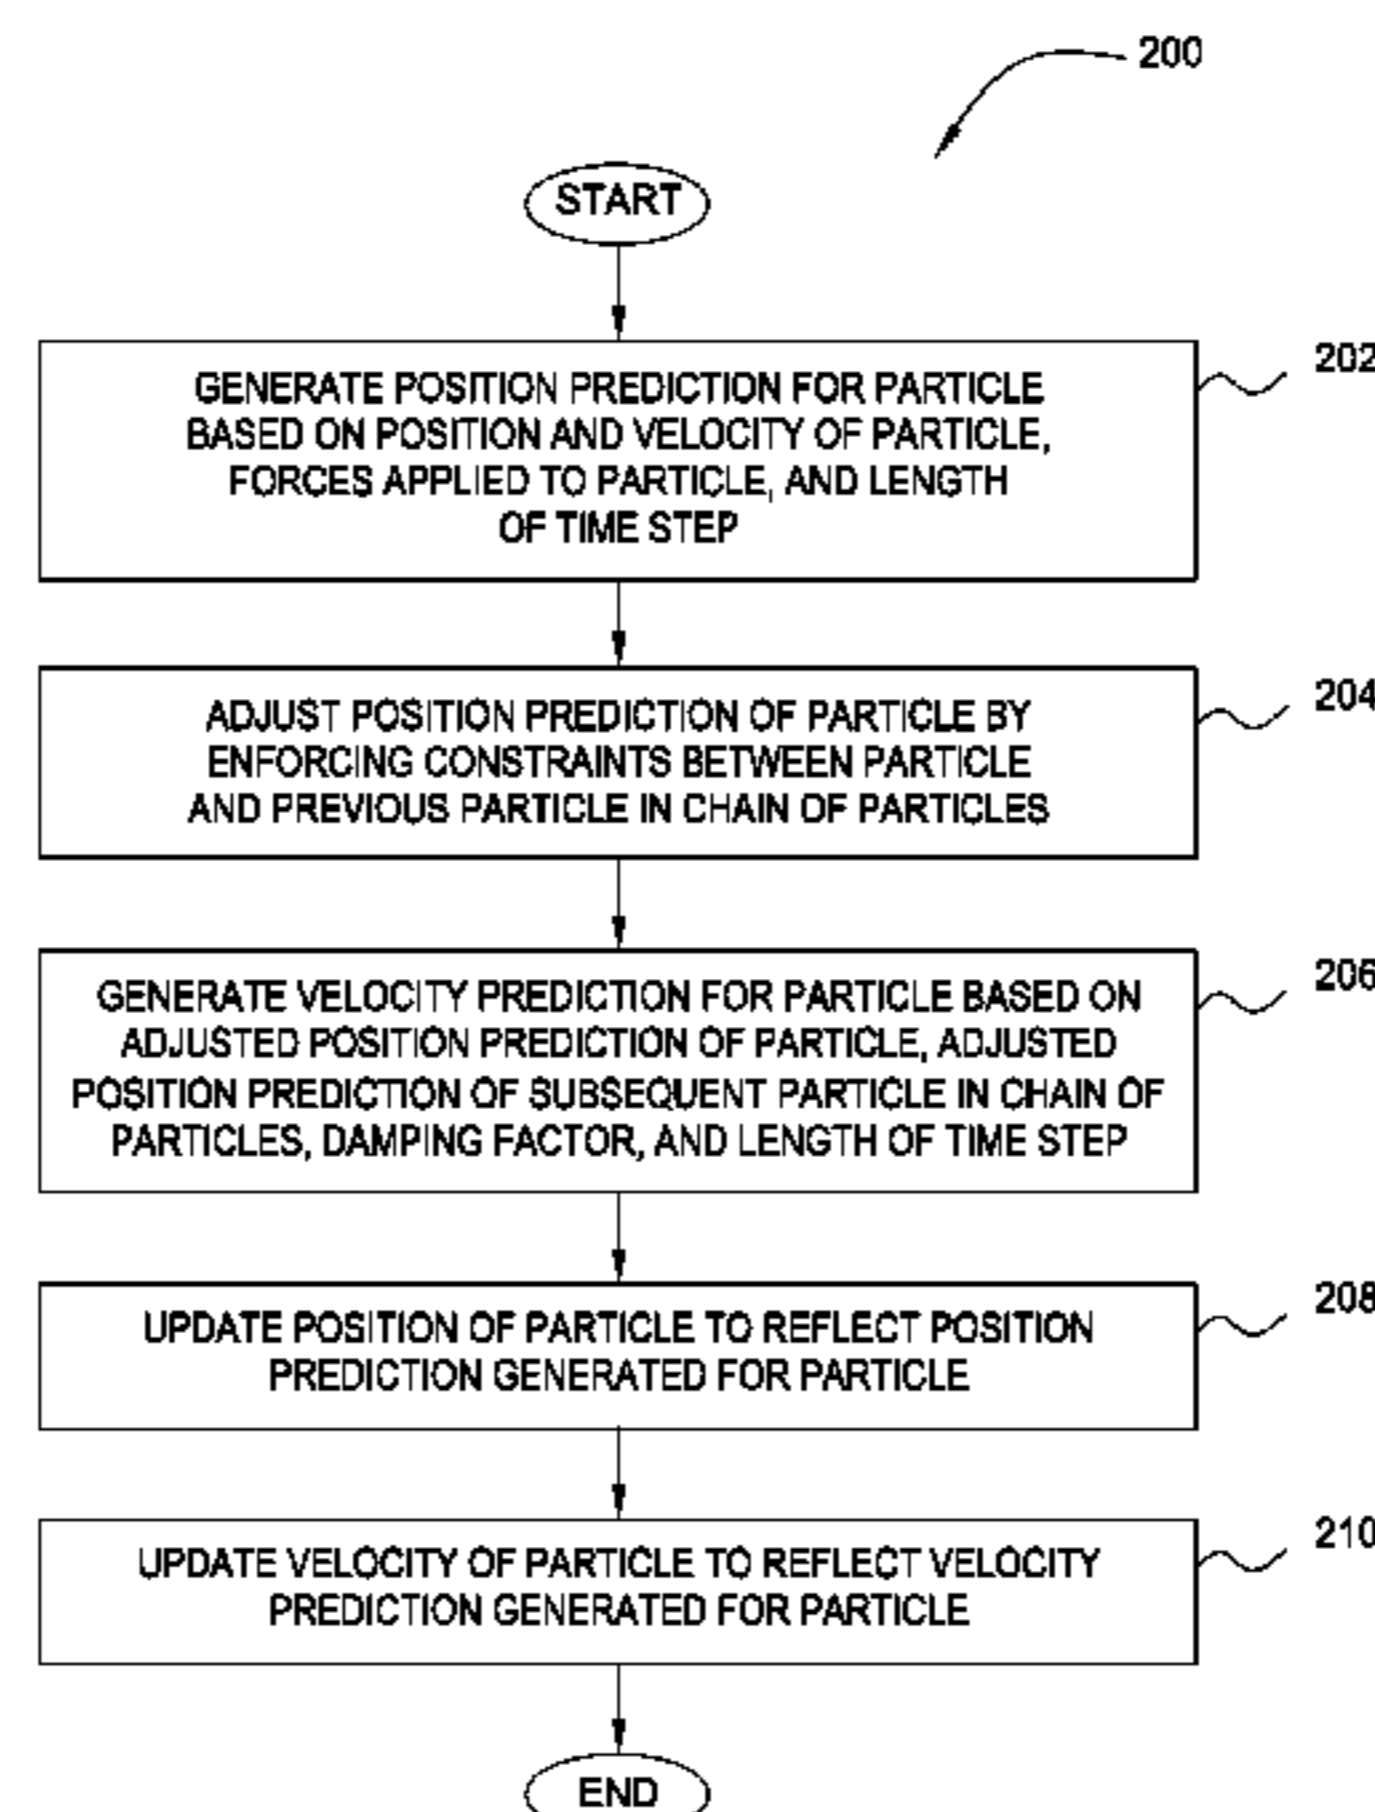 200
START
202
GENERATE POSITION PREDICTION FOR PARTICLE
BASED ON POSITION AND VELOCITY OF PARTICLE,
FORCES APPLIED TO PARTICLE, AND LENGTH
OF TIME STEP
204
ADJUST POSITION PREDICTION OF PARTICLE BY
ENFORCING CONSTRAINTS BETWEEN PARTICLE
AND PREVIOUS PARTICLE IN CHAIN OF PARTICLES
206
GENERATE VELOCITY PREDICTION FOR PARTICLE BASED ON
ADJUSTED POSITION PREDICTION OF PARTICLE, ADJUSTED
POSITION PREDICTION OF SUBSEQUENT PARTICLE IN CHAIN OF
PARTICLES, DAMPING FACTOR, AND LENGTH OF TIME STEP
208
UPDATE POSITION OF PARTICLE TO REFLECT POSITION
PREDICTION GENERATED FOR PARTICLE
210
UPDATE VELOCITY OF PARTICLE TO REFLECT VELOCITY
PREDICTION GENERATED FOR PARTICLE
END